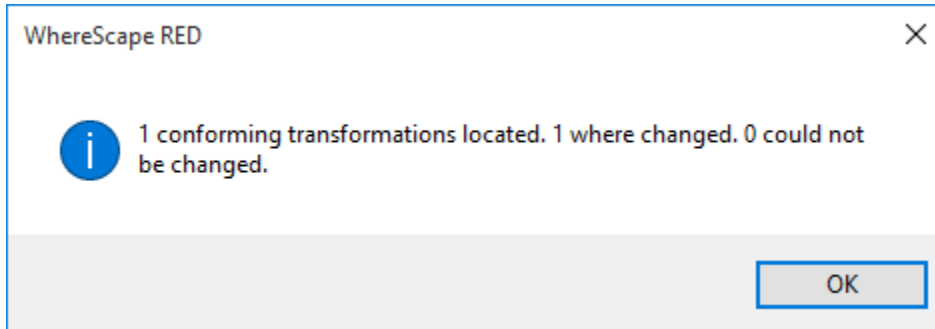 WhereScape RED
1 conforming transformations located. 1 where changed. 0 could not
be changed.
OK